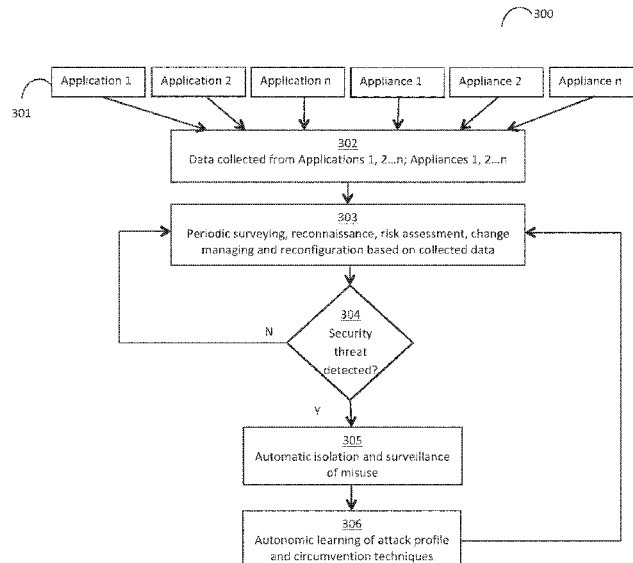 300
Application 1
Application 2
Application n
Appliance 1
Appliance 2
Appliance n
301
302
Data collected from Applications 1, 2...n; Appliances 1, 2...n
303
Periodic surveying, reconnaissance, risk assessment, change
managing and reconfiguration based on collected data
304
Security
threat
detected?
N
Y
305
Automatic isolation and surveillance
of misuse
306
Autonomic learning of attack profile
and circumvention techniques